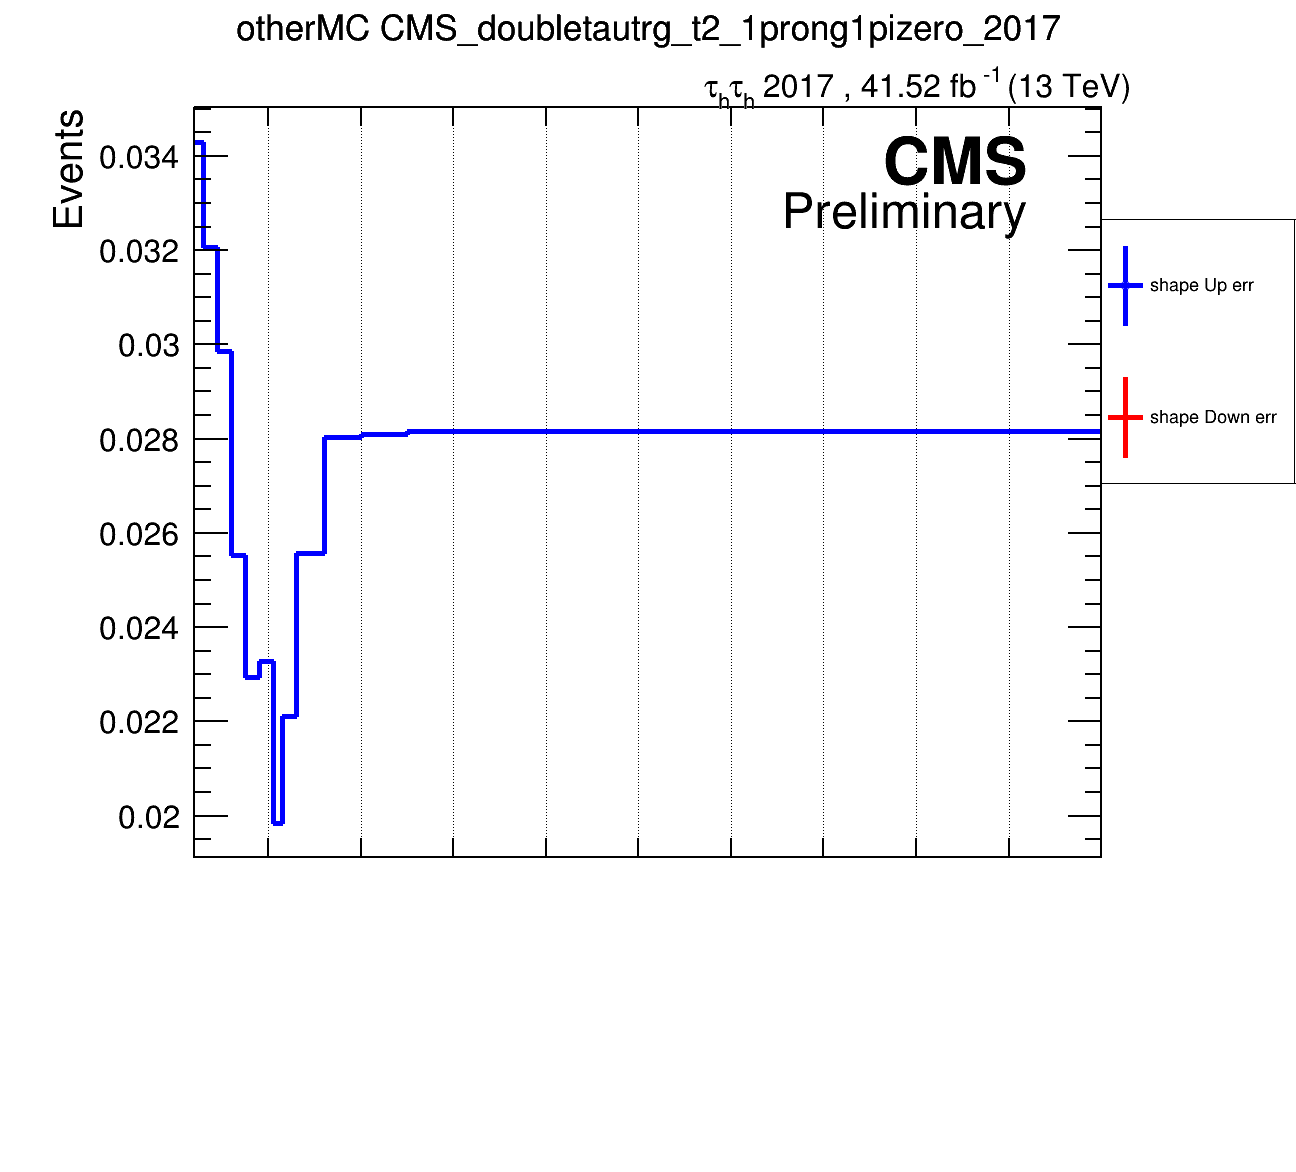 otherMC CMS_doubletautrg_t2_1prong1pizero_2017
τhτh 2017 , 41.52 fb -1 (13 TeV)
Events
CMS
Preliminary
0.034
0.032
0.03
0.028
0.026
0.024
0.022
0.02
shape Up err
shape Down err